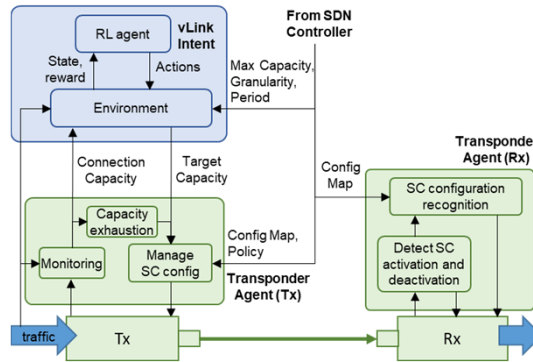 vLink
Intent
From SDN
Controller
RL agent
State,
reward
Actions
Max Capacity,
Granularity,
Period
Environment
Connection
Capacity
Target
Capacity
Config
Map
Transponder
Agent (Rx)
SC configuration
recognition
Capacity
exhaustion
Config Map,
Policy
Monitoring
Manage
SC config
Detect SC
activation and
deactivation
Transponder
Agent (Tx)
traffic
Tx
Rx